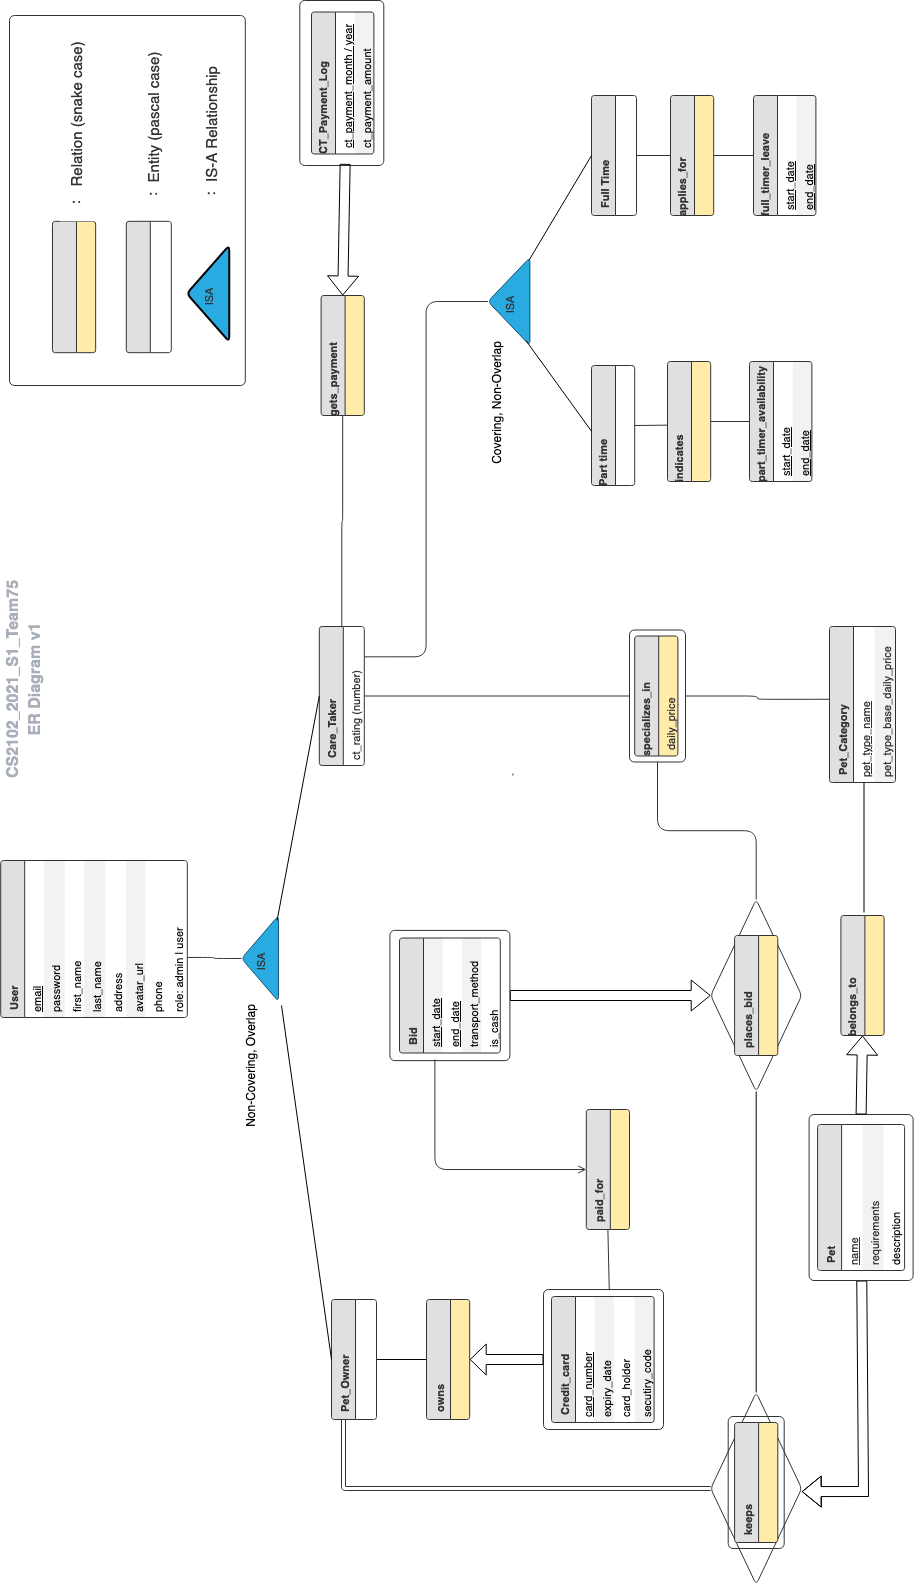 CS2102_2021_S1_Team75
ER Diagram v1
: Relation (snake case)
: Entity (pascal case)
ISA
: IS-A Relationship
User
email
password
first_name
last_name
address
avatar_url
phone
role: admin | user
ISA
Non-Covering, Overlap
CT_Payment_Log
ct_payment_month / year
ct_payment_amount
gets_payment
Care_Taker
ct_rating (number)
ISA
Covering, Non-Overlap
Full Time
applies_for
full_timer_leave
start_date
end_date
Part time
indicates
part_timer_availability
start_date
end_date
specializes_in
daily_price
Pet_Category
pet_type_name
pet_type_base_daily_price
Bid
start_date
end_date
transport_method
is_cash
places_bid
belongs_to
paid_for
Pet_Owner
owns
Credit_card
card_number
expiry_date
card_holder
secutiry_code
Pet
name
requirements
description
keeps